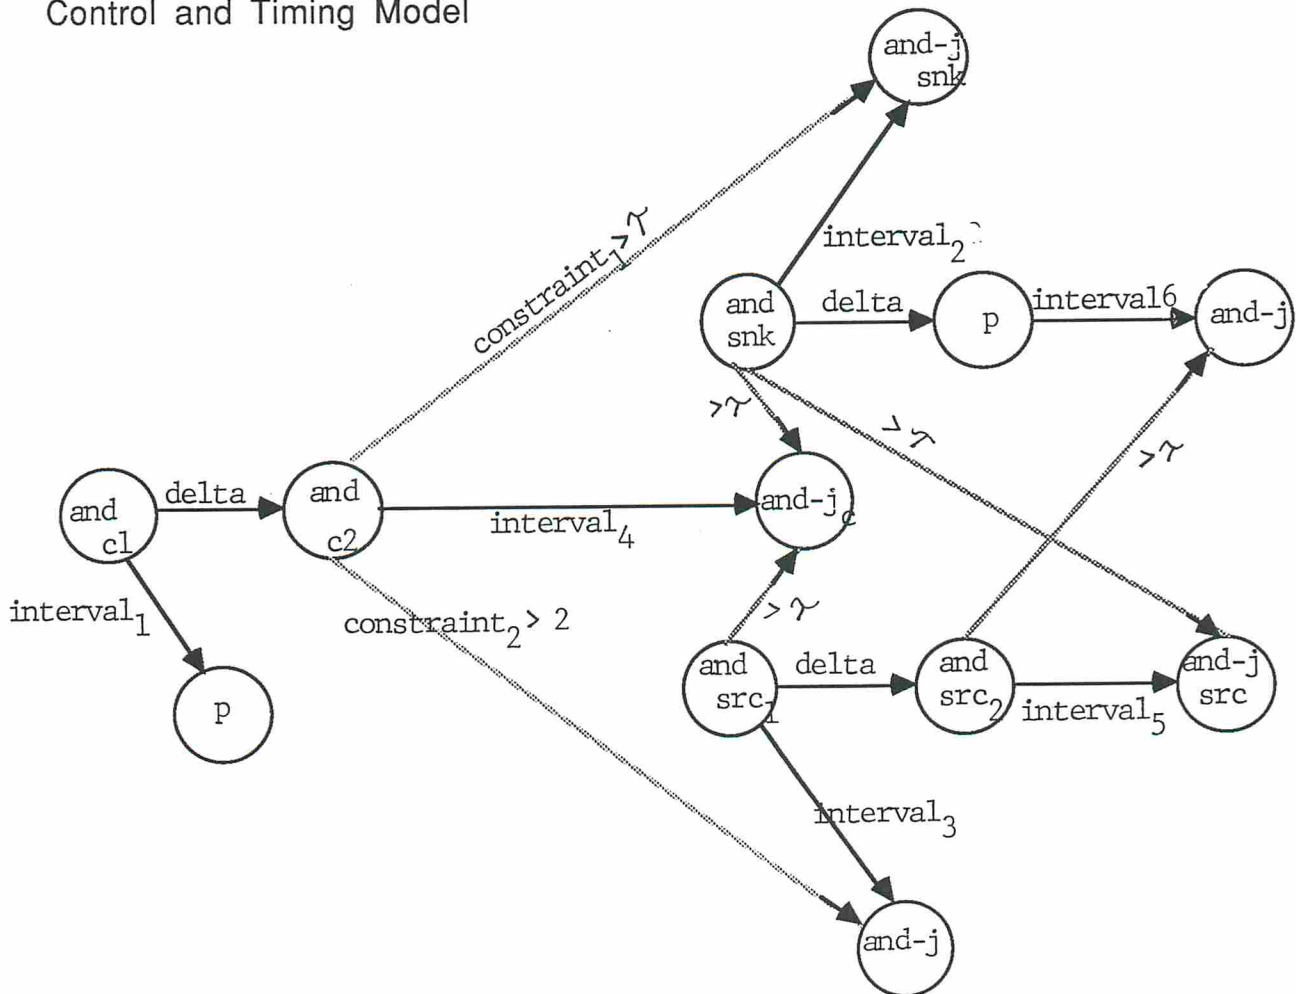 Control and Timing Model
and-j
snk
constraint₁>τ
interval₂
and
snk
delta
p
interval6
and-j
>τ
>τ
>τ
and
c1
delta
and
c2
interval₄
and-j c
interval₁
constraint₂> 2
>τ
p
and
src₁
delta
and
src₂
interval₅
and-j
src
interval₃
and-j